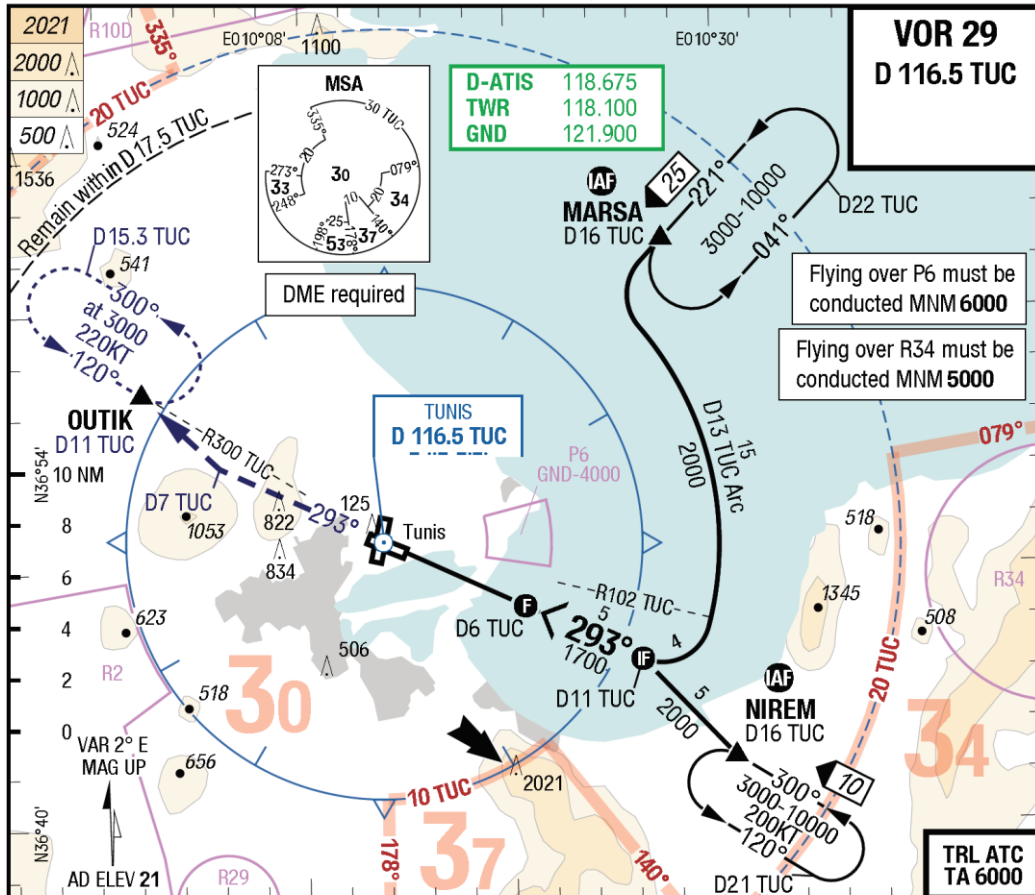 2021
2000
1000
500
R10D
335°
E010°08'
1100
E010°30'
VOR 29
D 116.5 TUC
D-ATIS 118.675
TWR 118.100
GND 121.900
MSA
30 TUC
335°
20
273°
33
248°
30
079°
20
34
10
140°
25
198°
53
178°
37
DME required
20 TUC
524
1536
Remain within D17.5 TUC
D15.3 TUC
541
300°
at 3000
220KT
120°
OUTIK
D11 TUC
IAF
MARSA
D16 TUC
25
221°
3000-10000
041°
D22 TUC
Flying over P6 must be
conducted MNM 6000
Flying over R34 must be
conducted MNM 5000
TUNIS
D 116.5 TUC
R300 TUC
N36°54'
10 NM
8
6
4
2
0
D7 TUC
1053
822
834
293°
125
Tunis
P6
GND-4000
D13 TUC Arc
15
2000
079°
518
R34
1345
508
R102 TUC
F
D6 TUC
5
293°
1700
4
IF
D11 TUC
5
2000
IAF
NIREM
D16 TUC
20 TUC
34
623
R2
506
30
518
656
VAR 2° E
MAG UP
N36°40'
AD ELEV 21
R29
10 TUC
178°
37
2021
140°
300°
3000-10000
200KT
120°
10
D21 TUC
TRL ATC
TA 6000